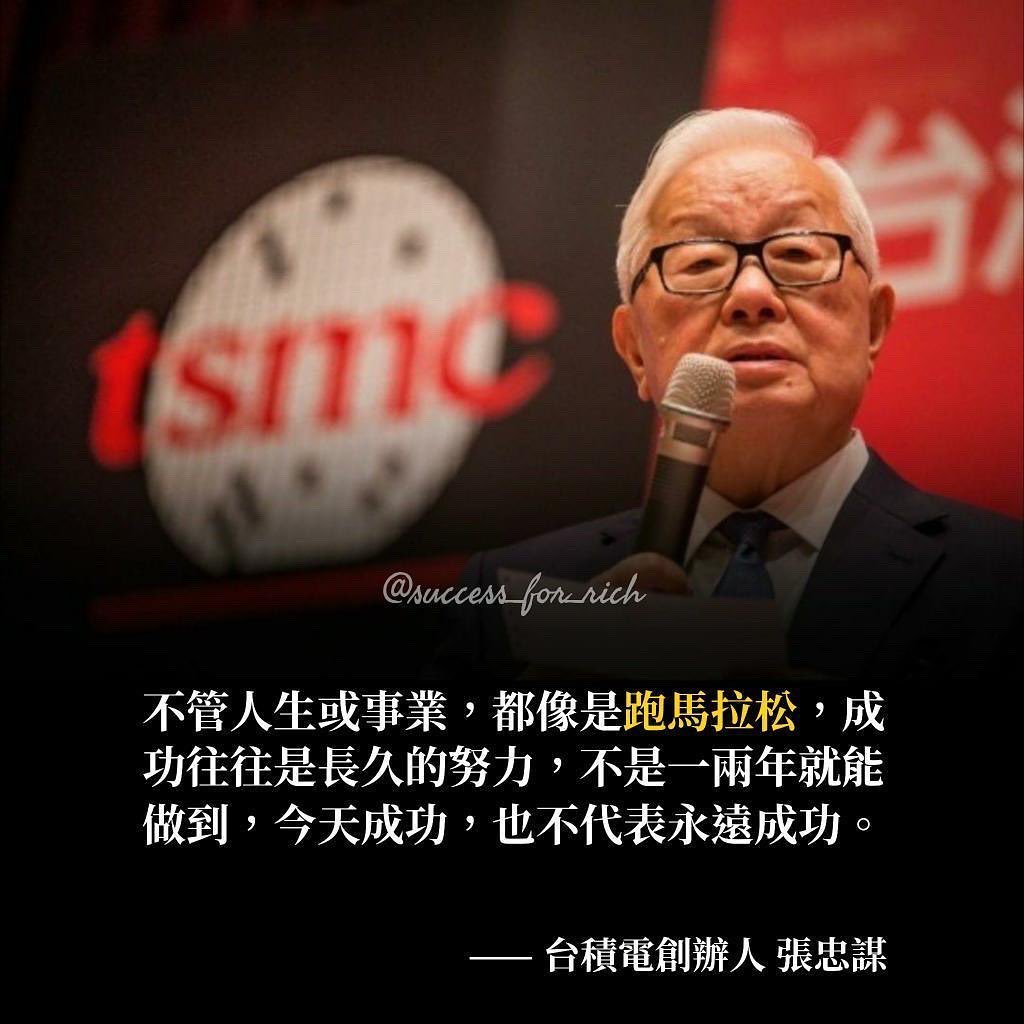 tsmc
台
@success_for_rich
不管人生或事業，都像是跑馬拉松，成
功往往是長久的努力，不是一兩年就能
做到，今天成功，也不代表永遠成功。
—— 台積電創辦人 張忠謀